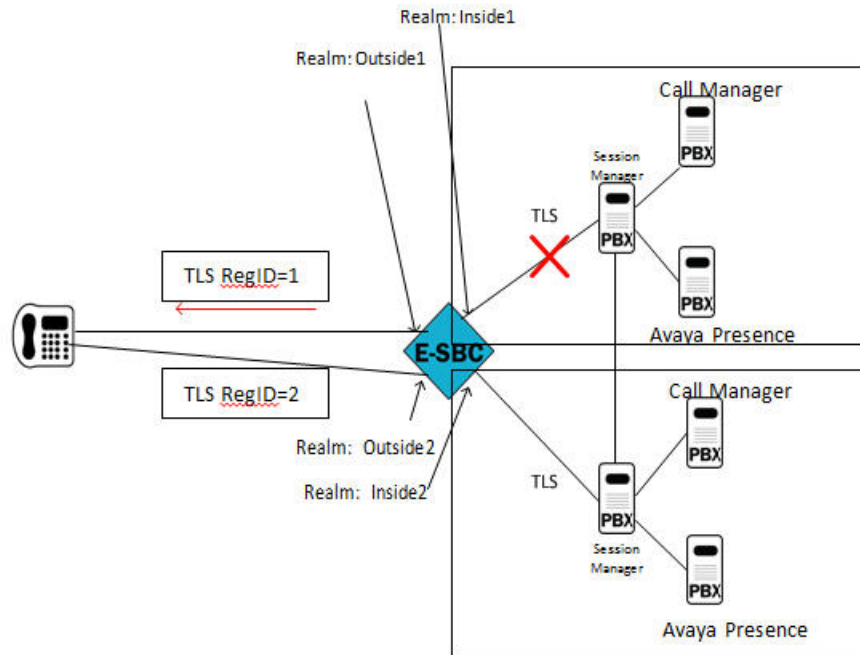 Realm: Inside1
Realm: Outside1
Call Manager
PBX
Session
Manager
PBX
TLS
TLS RegID=1
PBX
Avaya Presence
E-SBC
TLS RegID=2
Call Manager
PBX
Realm: Outside2
Realm: Inside2
TLS
PBX
Session
Manager
PBX
Avaya Presence